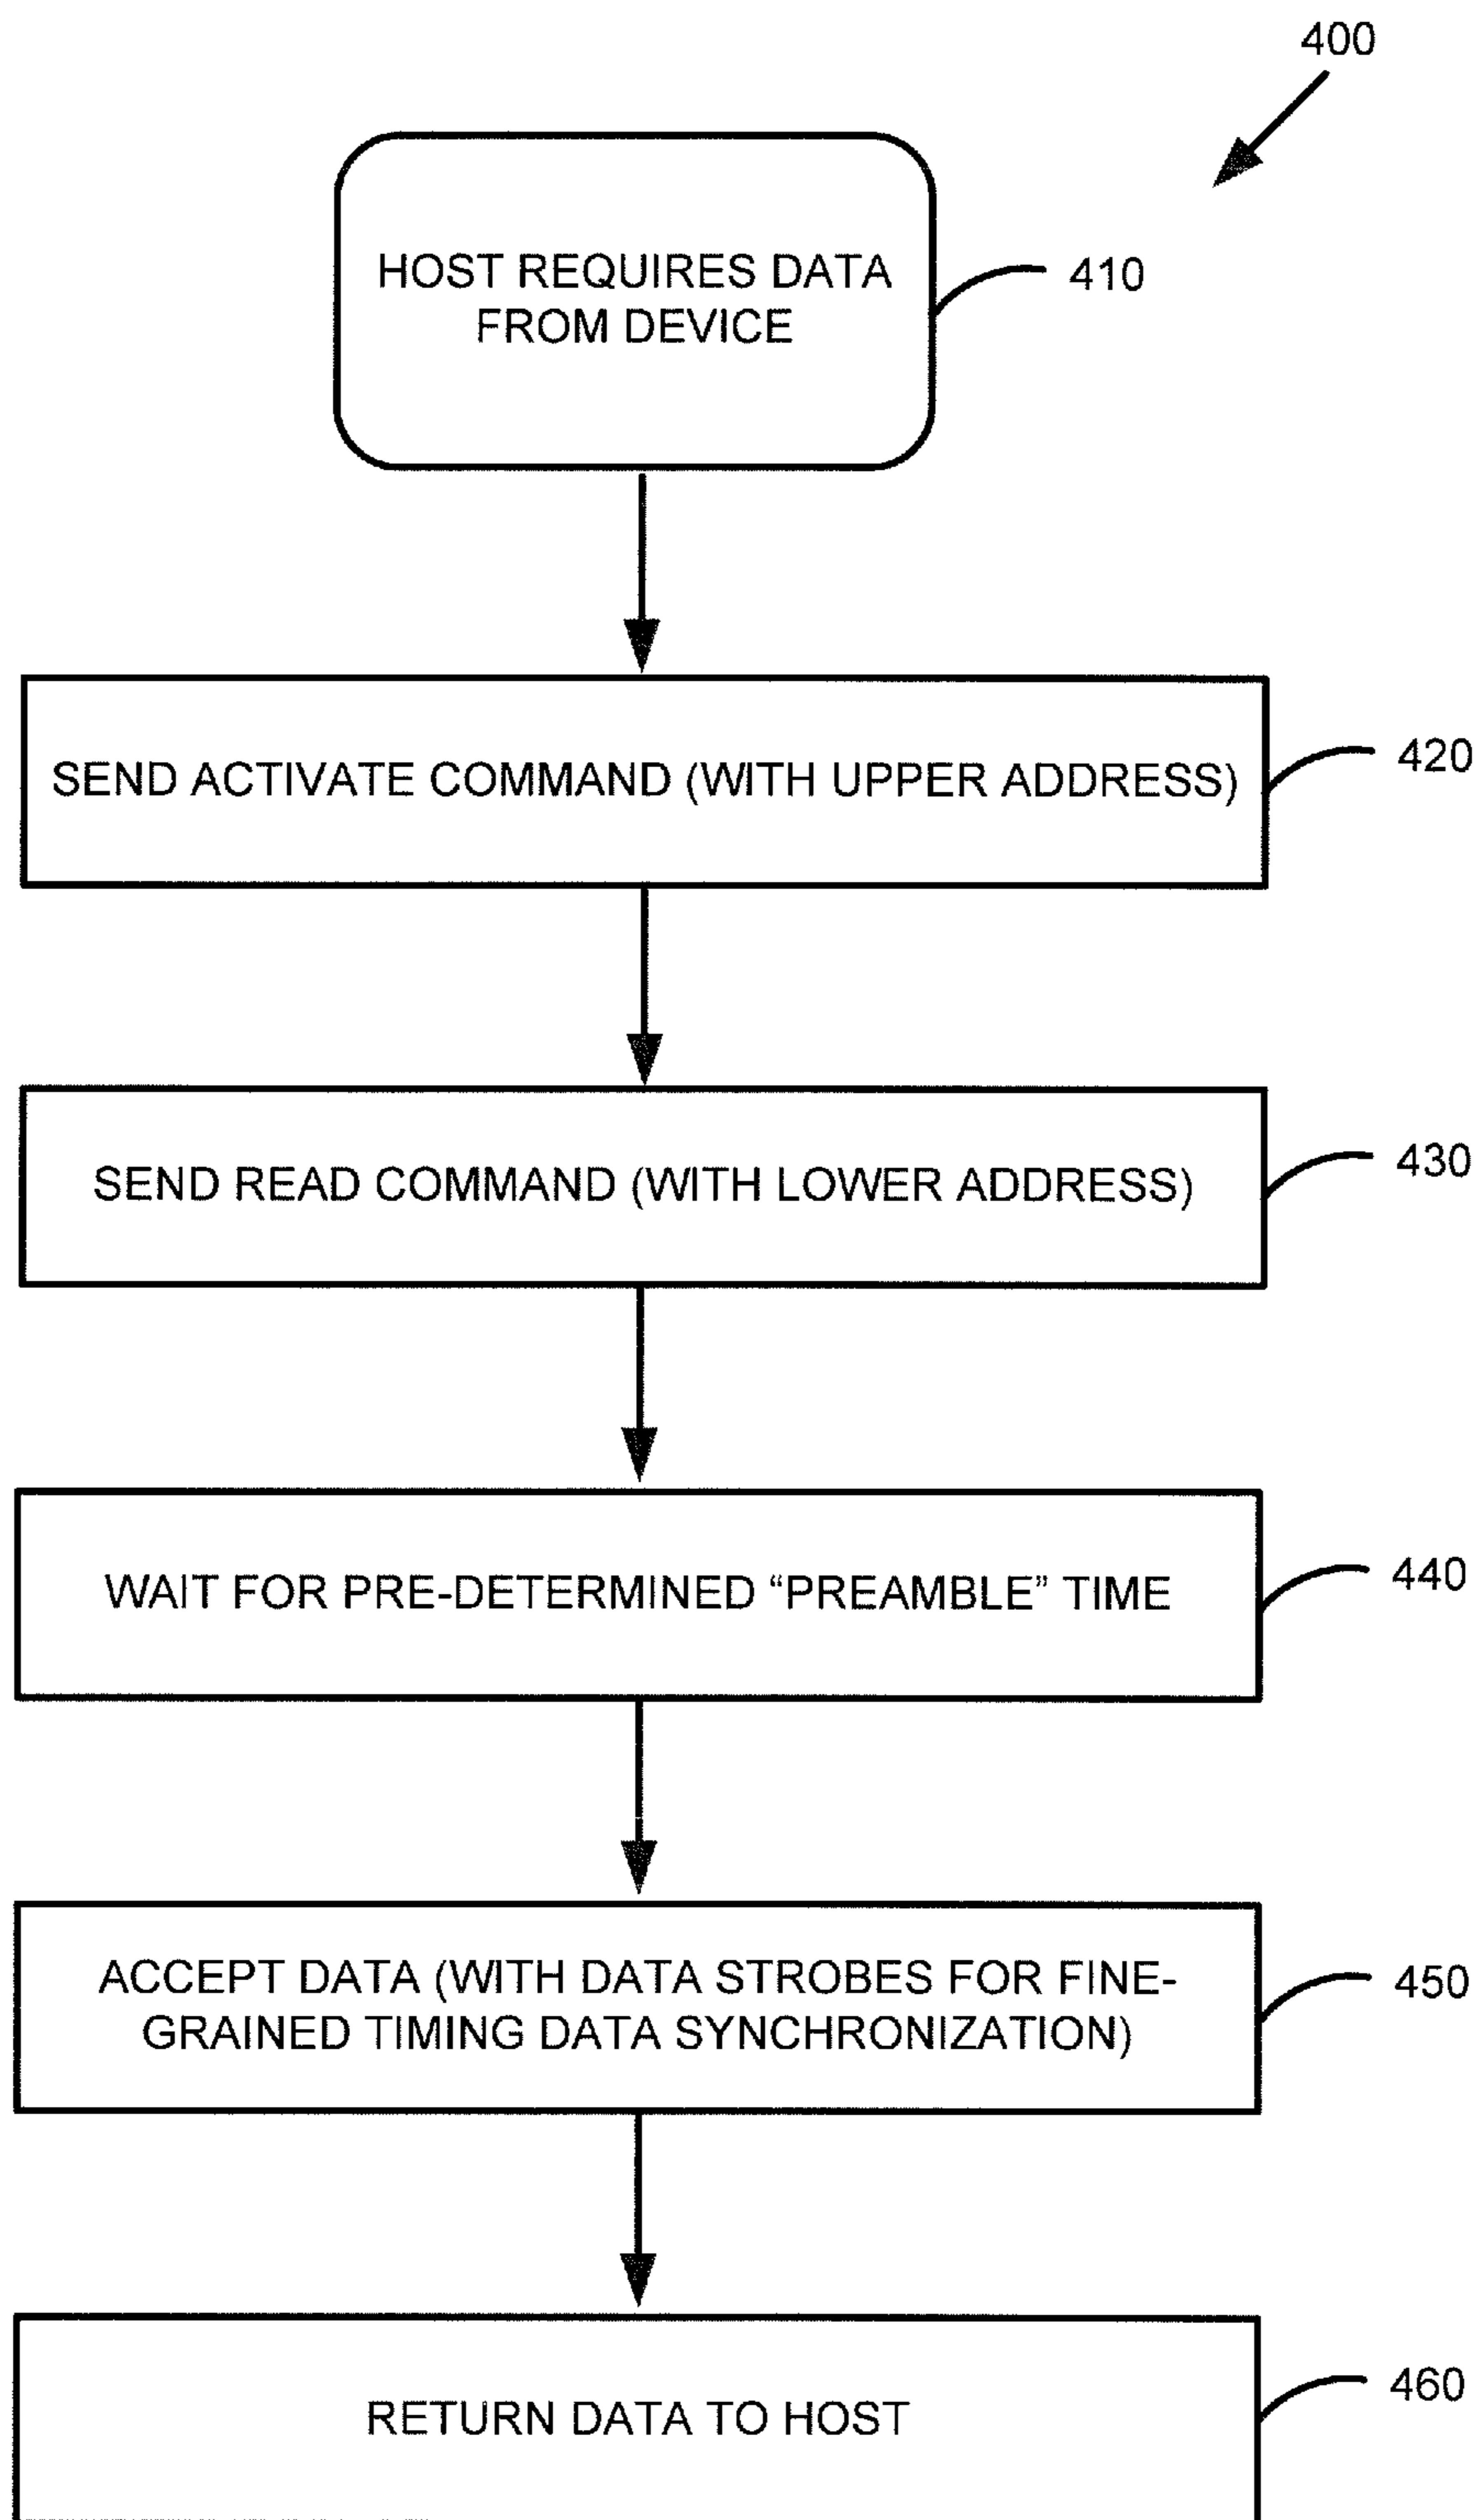 400
HOST REQUIRES DATA
FROM DEVICE
410
SEND ACTIVATE COMMAND (WITH UPPER ADDRESS)
420
SEND READ COMMAND (WITH LOWER ADDRESS)
430
WAIT FOR PRE-DETERMINED “PREAMBLE” TIME
440
ACCEPT DATA (WITH DATA STROBES FOR FINE-
GRAINED TIMING DATA SYNCHRONIZATION)
450
RETURN DATA TO HOST
460